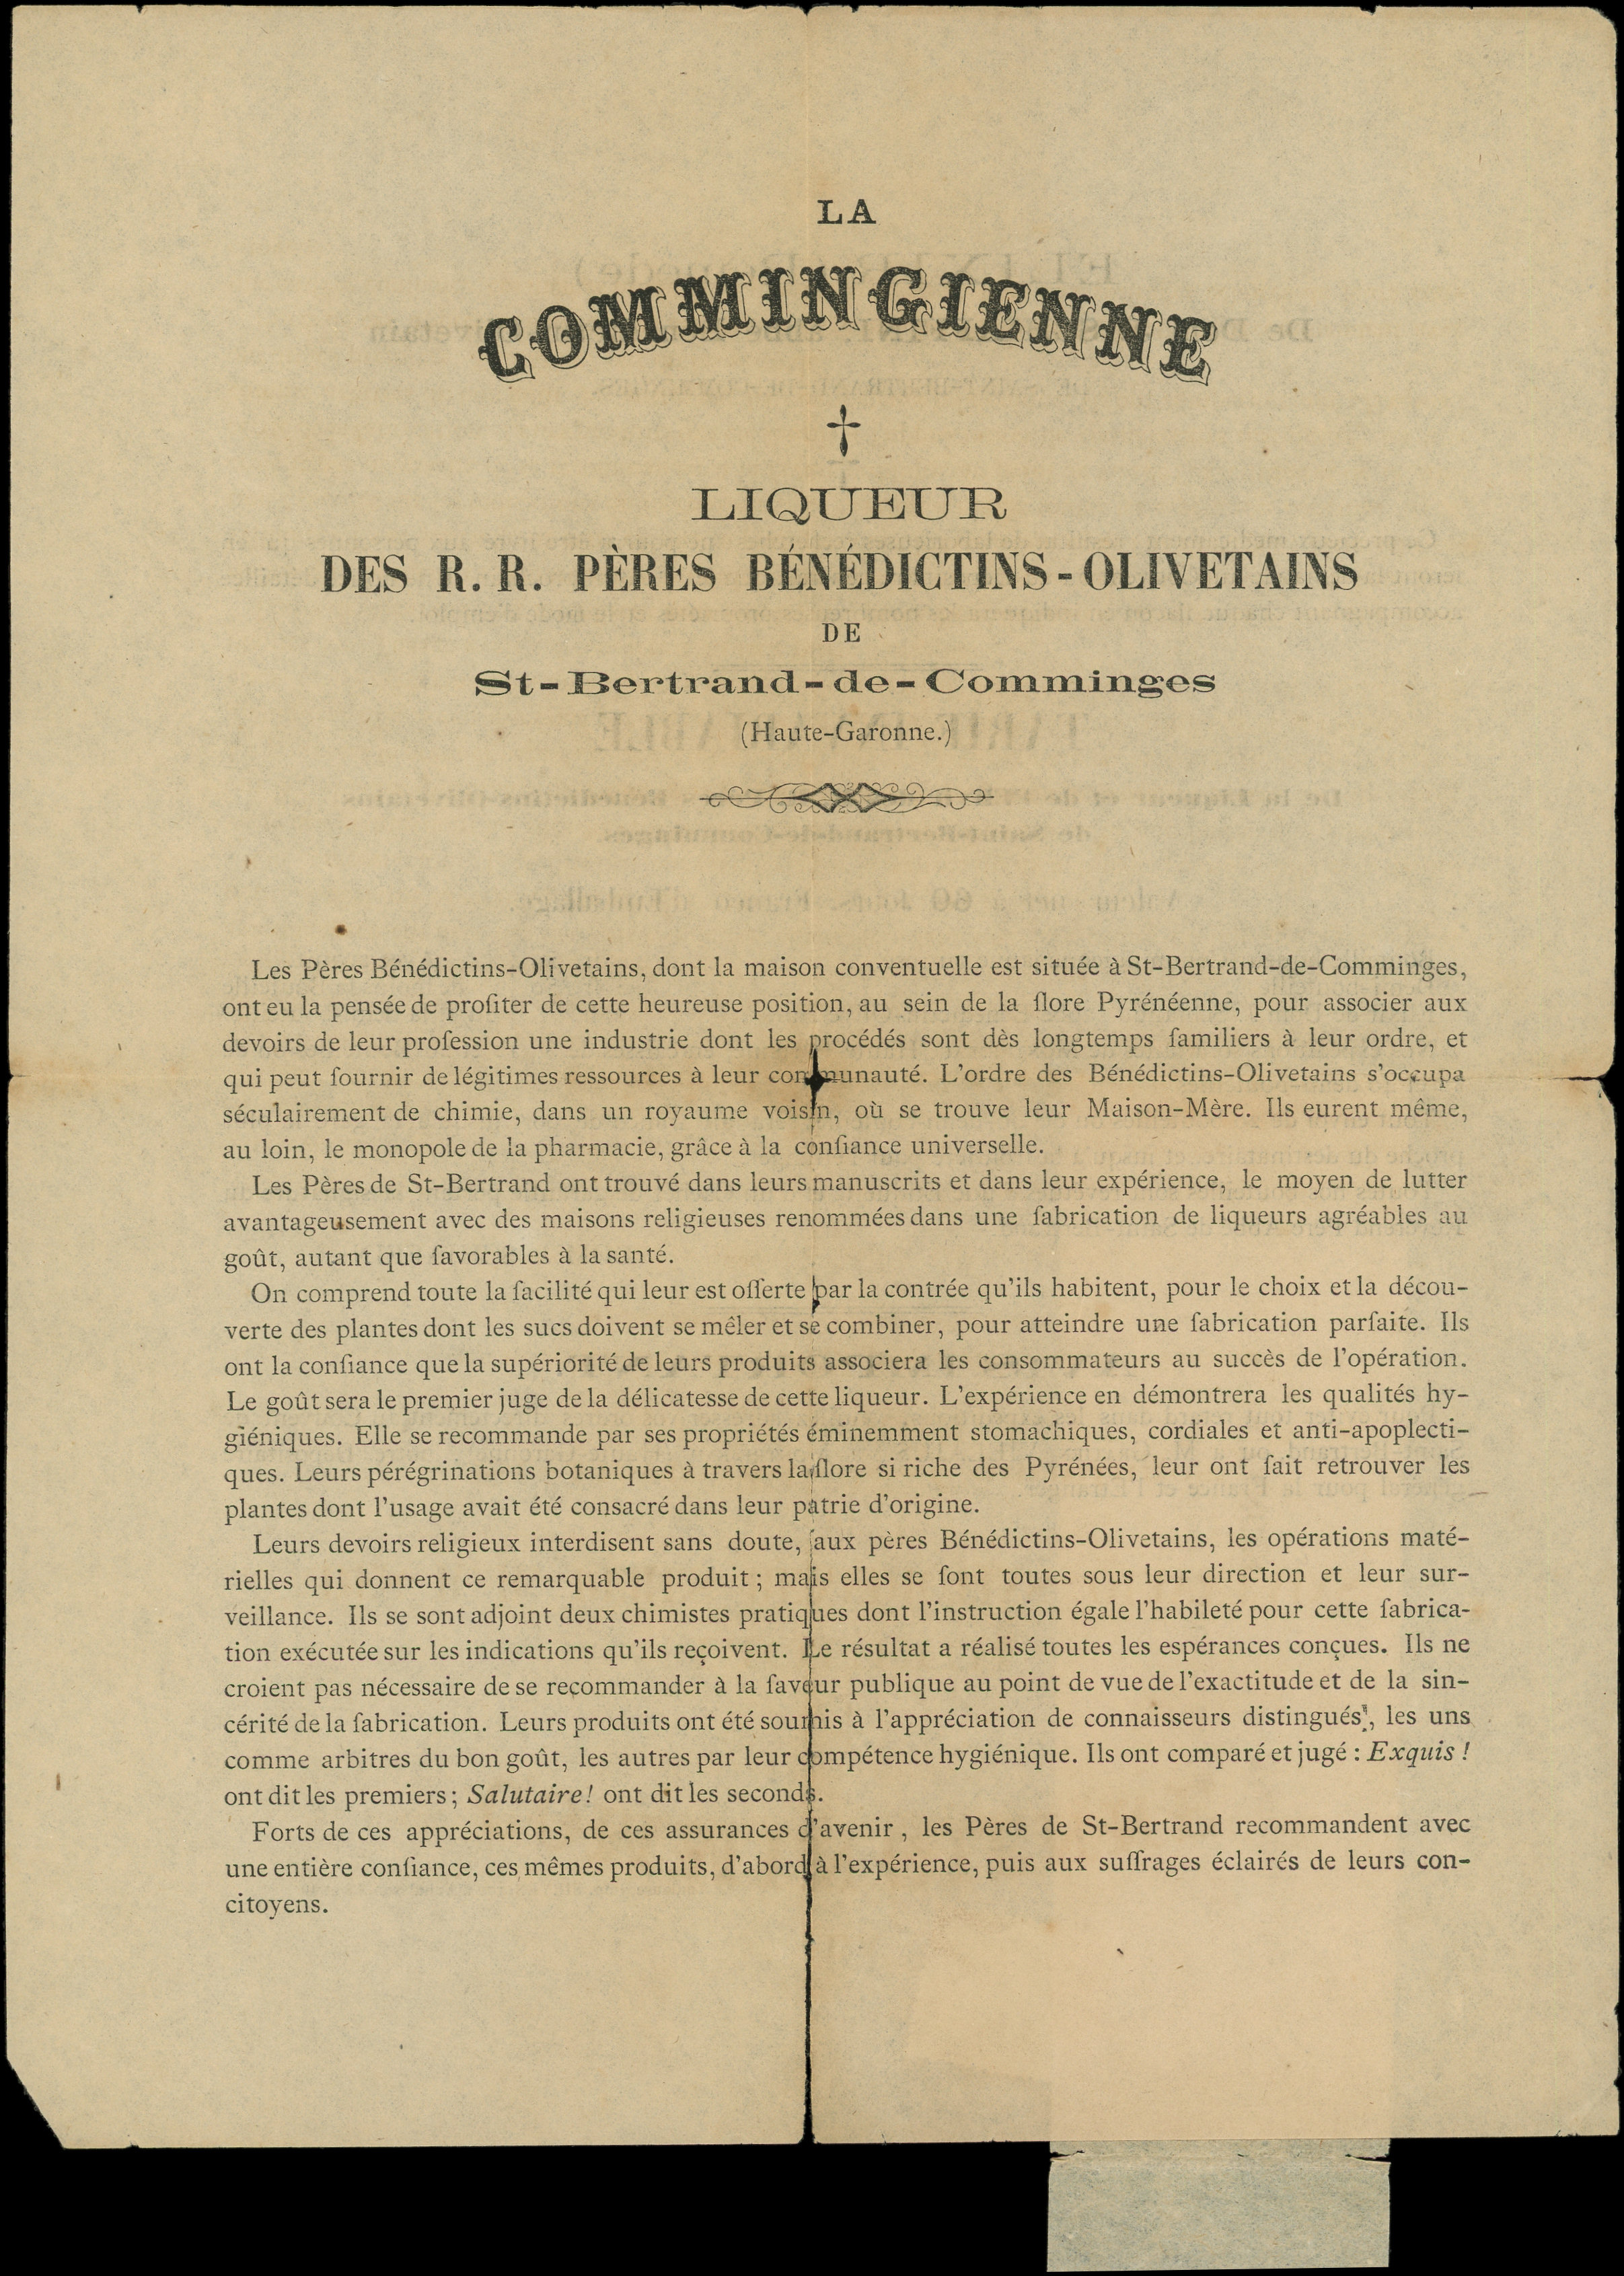 LA
COMMINGIENNE
†
LIQUEUR
DES R. R. PÈRES BÉNÉDICTINS-OLIVETAINS
DE
St-Bertrand-de-Comminges
(Haute-Garonne.)
Les Pères Bénédictins-Olivetains, dont la maison conventuelle est située à St-Bertrand-de-Comminges,
ont eu la pensée de profiter de cette heureuse position, au sein de la flore Pyrénéenne, pour associer aux
devoirs de leur profession une industrie dont les procédés sont dès longtemps familiers à leur ordre, et
qui peut fournir de légitimes ressources à leur communauté. L'ordre des Bénédictins-Olivetains s'occupa
séculairement de chimie, dans un royaume voisin, où se trouve leur Maison-Mère. Ils eurent même,
au loin, le monopole de la pharmacie, grâce à la confiance universelle.
Les Pères de St-Bertrand ont trouvé dans leurs manuscrits et dans leur expérience, le moyen de lutter
avantageusement avec des maisons religieuses renommées dans une fabrication de liqueurs agréables au
goût, autant que favorables à la santé.
On comprend toute la facilité qui leur est offerte par la contrée qu'ils habitent, pour le choix et la décou-
verte des plantes dont les sucs doivent se mêler et se combiner, pour atteindre une fabrication parfaite. Ils
ont la confiance que la supériorité de leurs produits associera les consommateurs au succès de l'opération.
Le goût sera le premier juge de la délicatesse de cette liqueur. L'expérience en démontrera les qualités hy-
giéniques. Elle se recommande par ses propriétés éminemment stomachiques, cordiales et anti-apoplecti-
ques. Leurs pérégrinations botaniques à travers la flore si riche des Pyrénées, leur ont fait retrouver les
plantes dont l'usage avait été consacré dans leur patrie d'origine.
Leurs devoirs religieux interdisent sans doute, aux pères Bénédictins-Olivetains, les opérations maté-
rielles qui donnent ce remarquable produit ; mais elles se font toutes sous leur direction et leur sur-
veillance. Ils se sont adjoint deux chimistes pratiques dont l'instruction égale l'habileté pour cette fabrica-
tion exécutée sur les indications qu'ils reçoivent. Le résultat a réalisé toutes les espérances conçues. Ils ne
croient pas nécessaire de se recommander à la faveur publique au point de vue de l'exactitude et de la sin-
cérité de la fabrication. Leurs produits ont été soumis à l'appréciation de connaisseurs distingués, les uns
comme arbitres du bon goût, les autres par leur compétence hygiénique. Ils ont comparé et jugé : Exquis !
ont dit les premiers ; Salutaire ! ont dit les seconds.
Forts de ces appréciations, de ces assurances d'avenir, les Pères de St-Bertrand recommandent avec
une entière confiance, ces mêmes produits, d'abord à l'expérience, puis aux suffrages éclairés de leurs con-
citoyens.